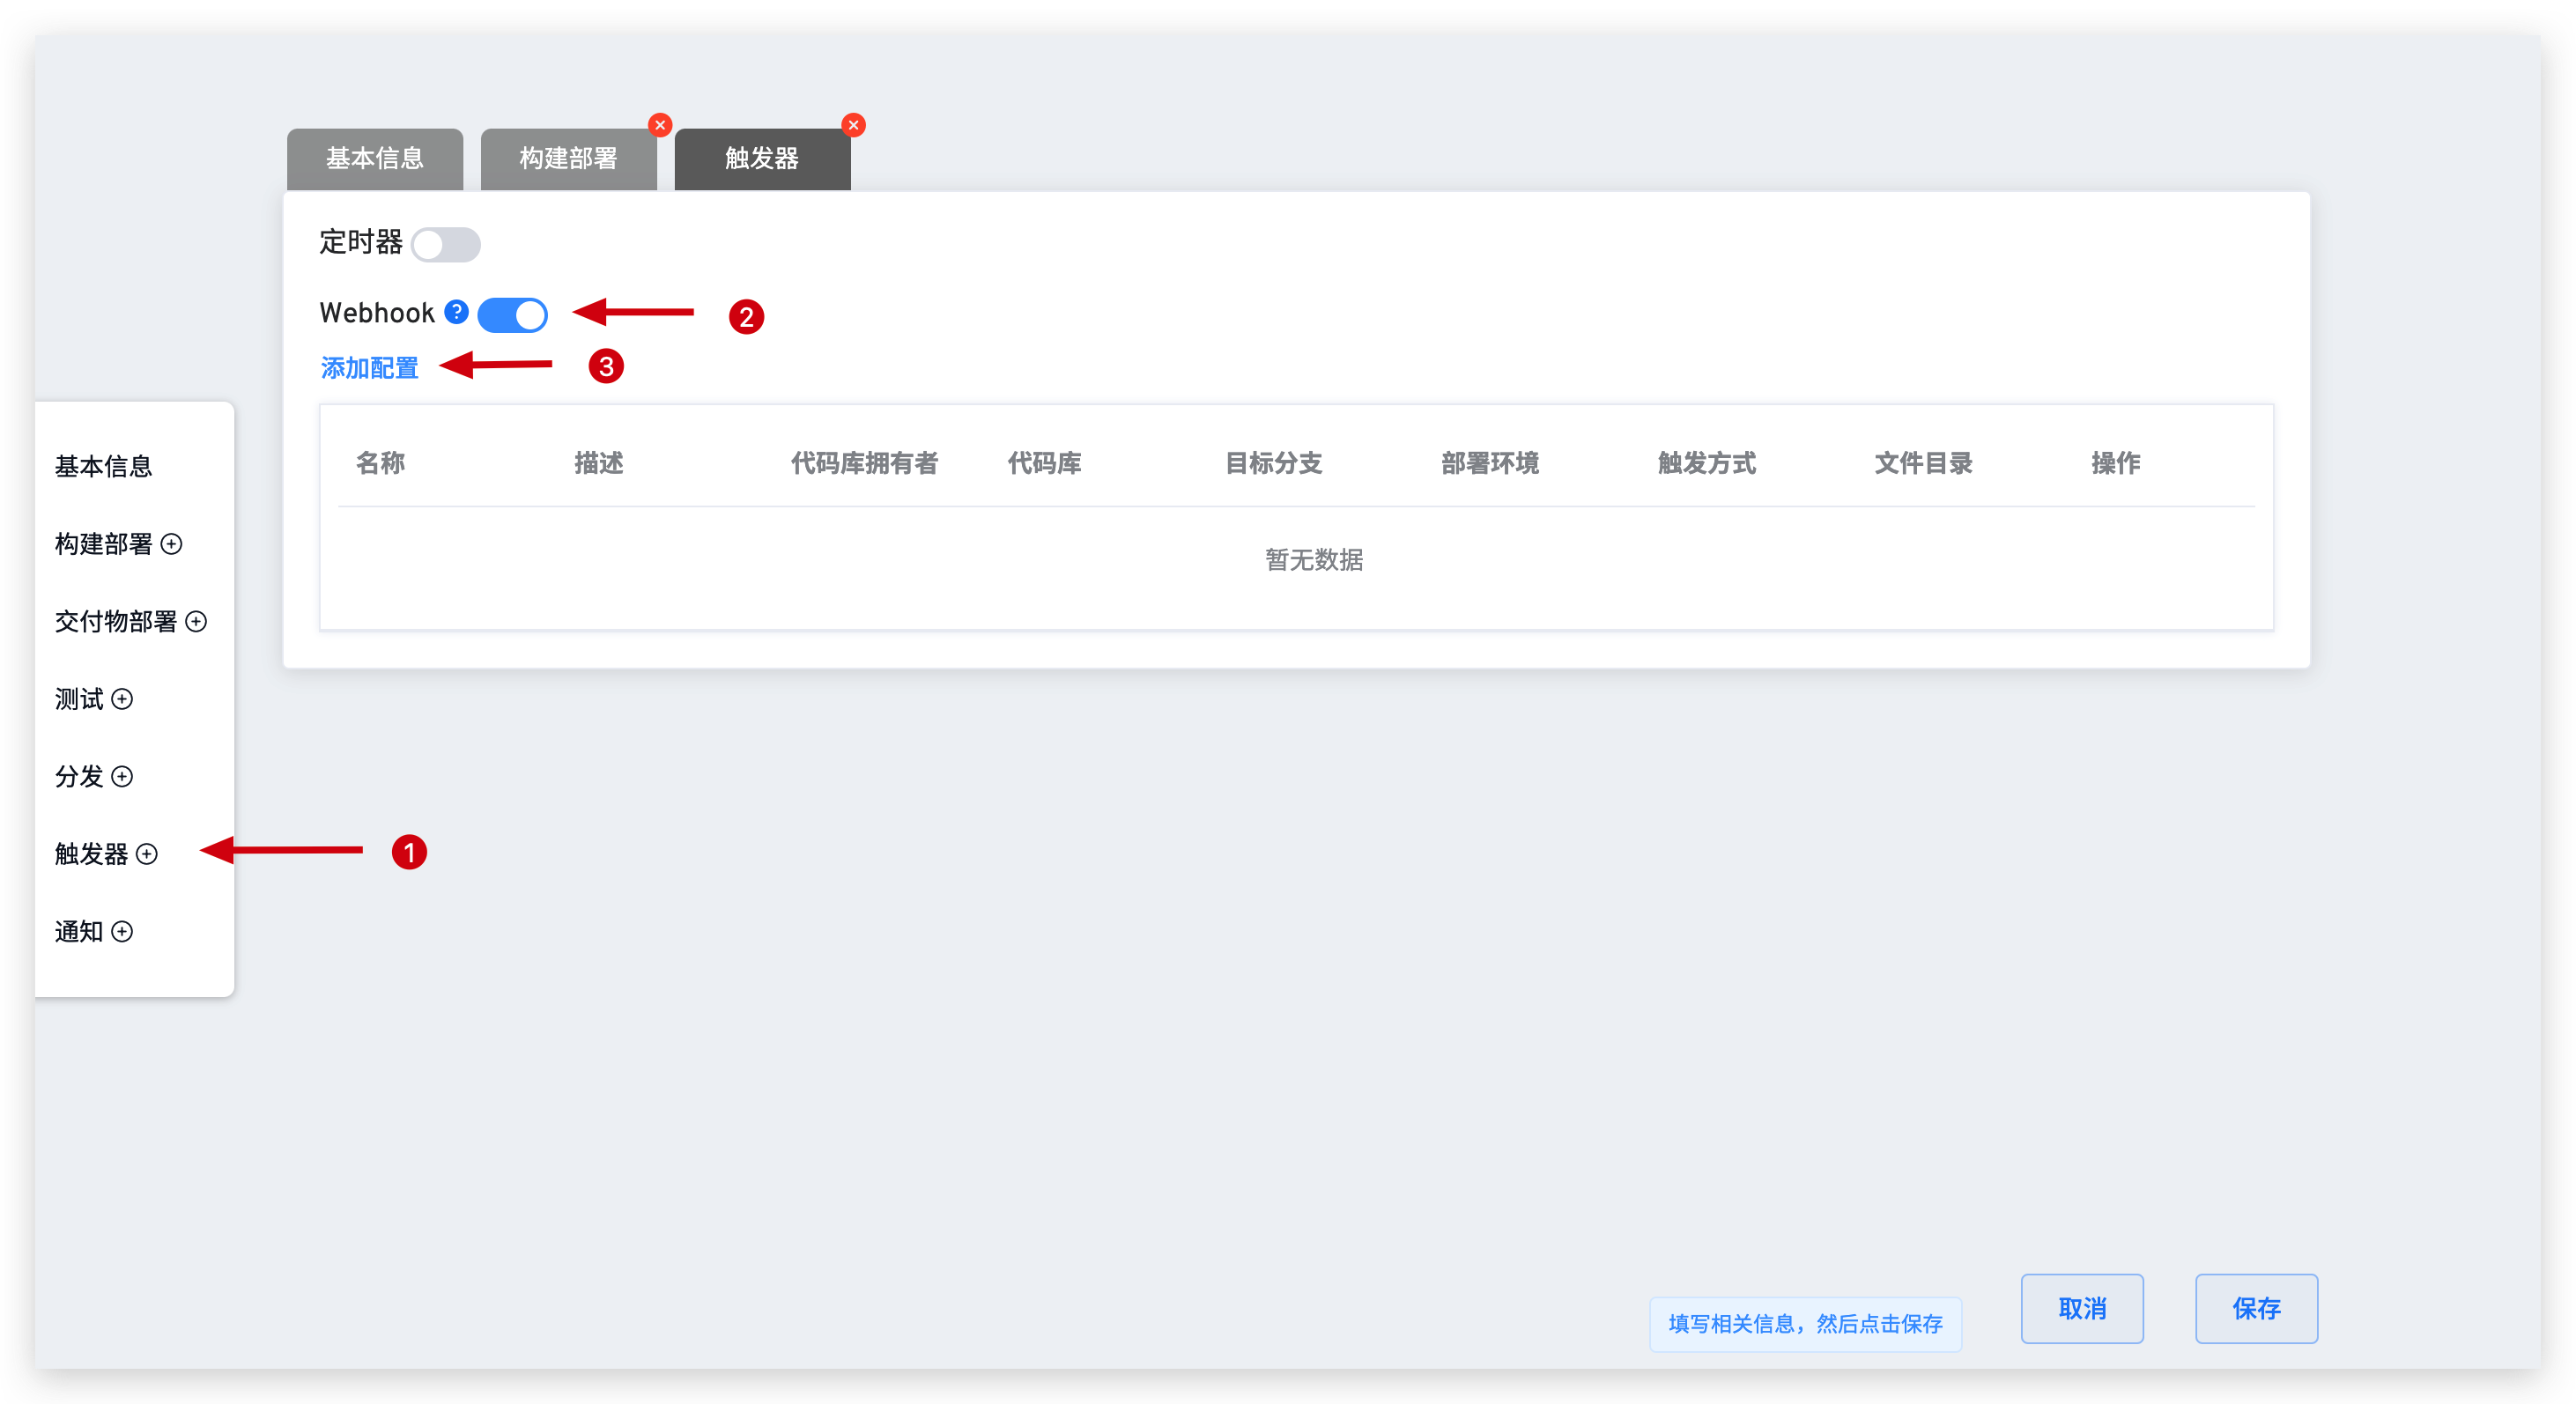 基本信息 构建部署 触发器
定时器
Webhook ? 2
添加配置 3
名称 描述 代码库拥有者 代码库 目标分支 部署环境 触发方式 文件目录 操作
暂无数据
基本信息
构建部署
交付物部署
测试
分发
触发器 1
通知
填写相关信息，然后点击保存 取消 保存